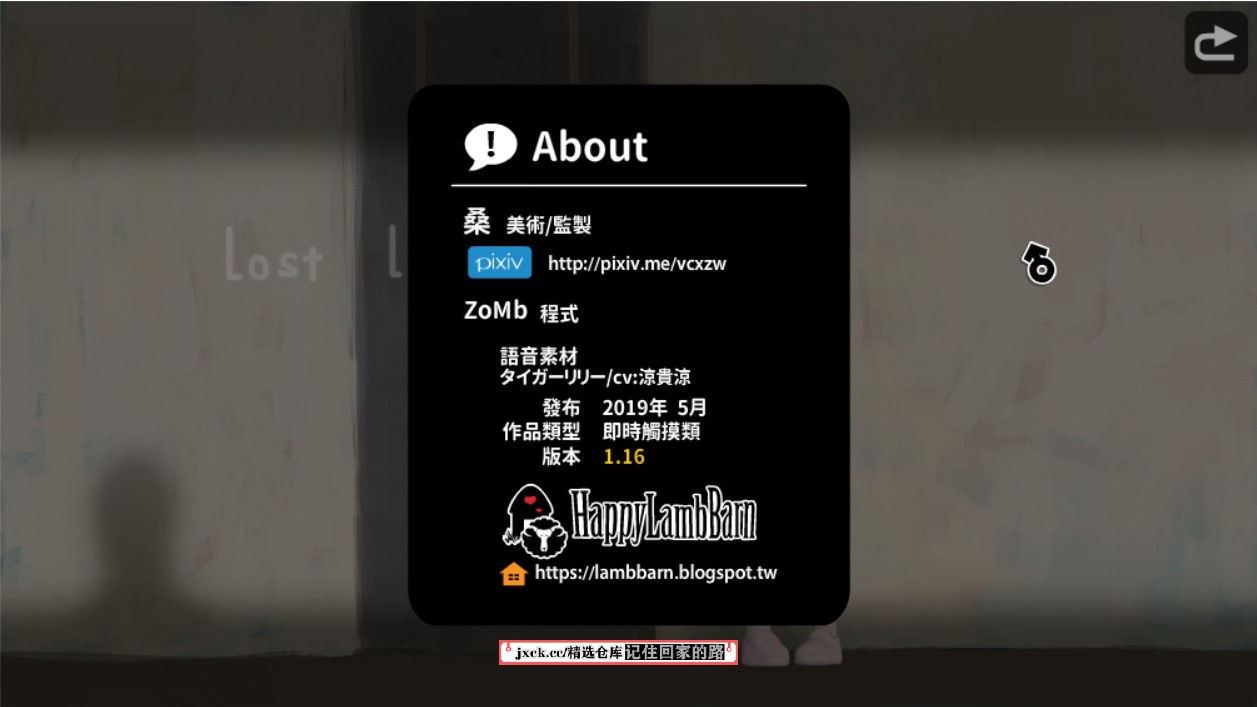 About
桑 美術/監製
pixiv http://pixiv.me/vcxzw
Lost l
ZoMb 程式
語音素材
タイガーリリー/cv:涼貴涼
發布 2019年 5月
作品類型 即時觸摸類
版本 1.16
HappyLambBarn
https://lambbarn.blogspot.tw
jxck.cc/精选仓库 记住回家的路